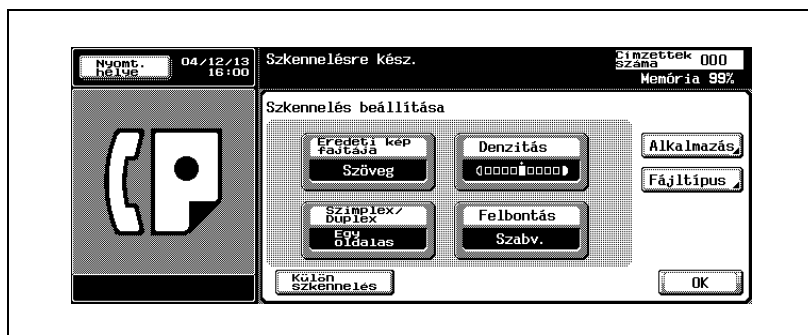 Nyomt.
helye
04/12/13
16:00
Szkennelésre kész.
Címzettek
száma
000
Memória 99%
Szkennelés beállítása
Eredeti kép
fajtája
Szöveg
Denzitás
Alkalmazás
Fájltípus
Szimplex/
Duplex
Egy
oldalas
Felbontás
Szabv.
Külön
szkennelés
OK